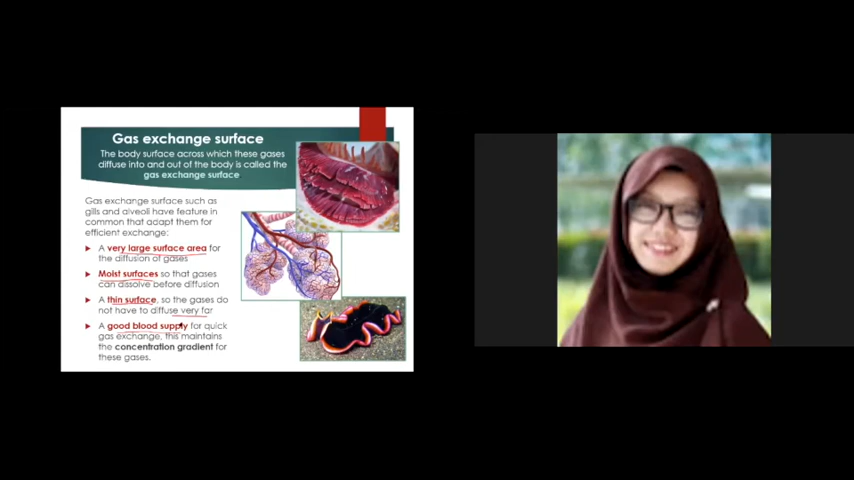 Gas exchange surface
The body surface across which these gases
diffuse into and out of the body is called the
gas exchange surface
Gas exchange surface such as
gills and alveoli have feature in
common that adapt them for
efficient exchange:
A very large surface area for
the diffusion of gases
Moist surfaces so that gases
can dissolve before diffusion
A thin surface, so the gases do
not have to diffuse very far
A good blood supply for quick
gas exchange, this maintains
the concentration gradient for
these gases.